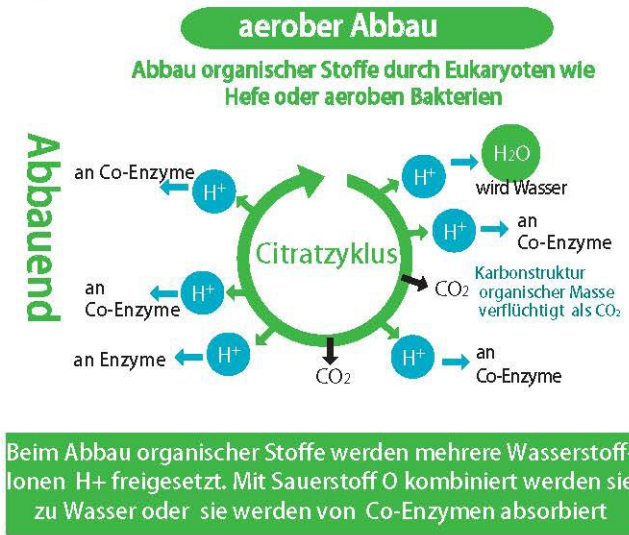 aerober Abbau
Abbau organischer Stoffe durch Eukaryoten wie
Hefe oder aeroben Bakterien
Abbauend
an Co-Enzyme
H+
H+
H2O
wird Wasser
H+
an
Co-Enzyme
Citratzyklus
an
Co-Enzyme
H+
CO2
Karbonstruktur
organischer Masse
verflüchtigt als CO2
an Enzyme
H+
CO2
H+
an
Co-Enzyme
Beim Abbau organischer Stoffe werden mehrere Wasserstoff-
Ionen H+ freigesetzt. Mit Sauerstoff O kombiniert werden sie
zu Wasser oder sie werden von Co-Enzymen absorbiert